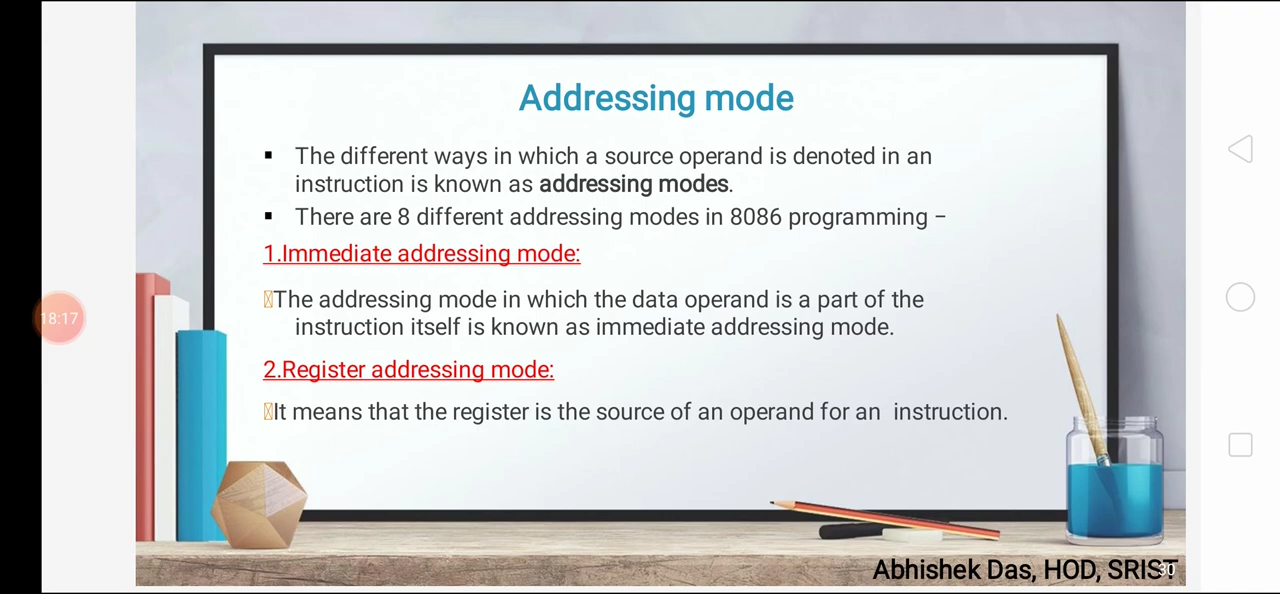 Addressing mode
▪ The different ways in which a source operand is denoted in an
instruction is known as addressing modes.
▪ There are 8 different addressing modes in 8086 programming −
1.Immediate addressing mode:
The addressing mode in which the data operand is a part of the
instruction itself is known as immediate addressing mode.
18:17
2.Register addressing mode:
It means that the register is the source of an operand for an instruction.
Abhishek Das, HOD, SRIST
30